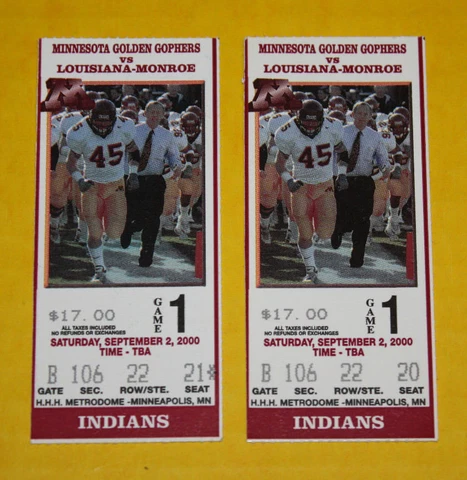 MINNESOTA GOLDEN GOPHERS
VS
LOUISIANA-MONROE
45
$17.00
ALL TAXES INCLUDED
NO REFUNDS OR EXCHANGES
GAME 1
SATURDAY, SEPTEMBER 2, 2000
TIME - TBA
B 106 22 21*
GATE SEC. ROW/STE. SEAT
H.H.H. METRODOME -MINNEAPOLIS, MN
INDIANS
MINNESOTA GOLDEN GOPHERS
VS
LOUISIANA-MONROE
45
$17.00
ALL TAXES INCLUDED
NO REFUNDS OR EXCHANGES
GAME 1
SATURDAY, SEPTEMBER 2, 2000
TIME - TBA
B 106 22 20
GATE SEC. ROW/STE. SEAT
H.H.H. METRODOME -MINNEAPOLIS, MN
INDIANS